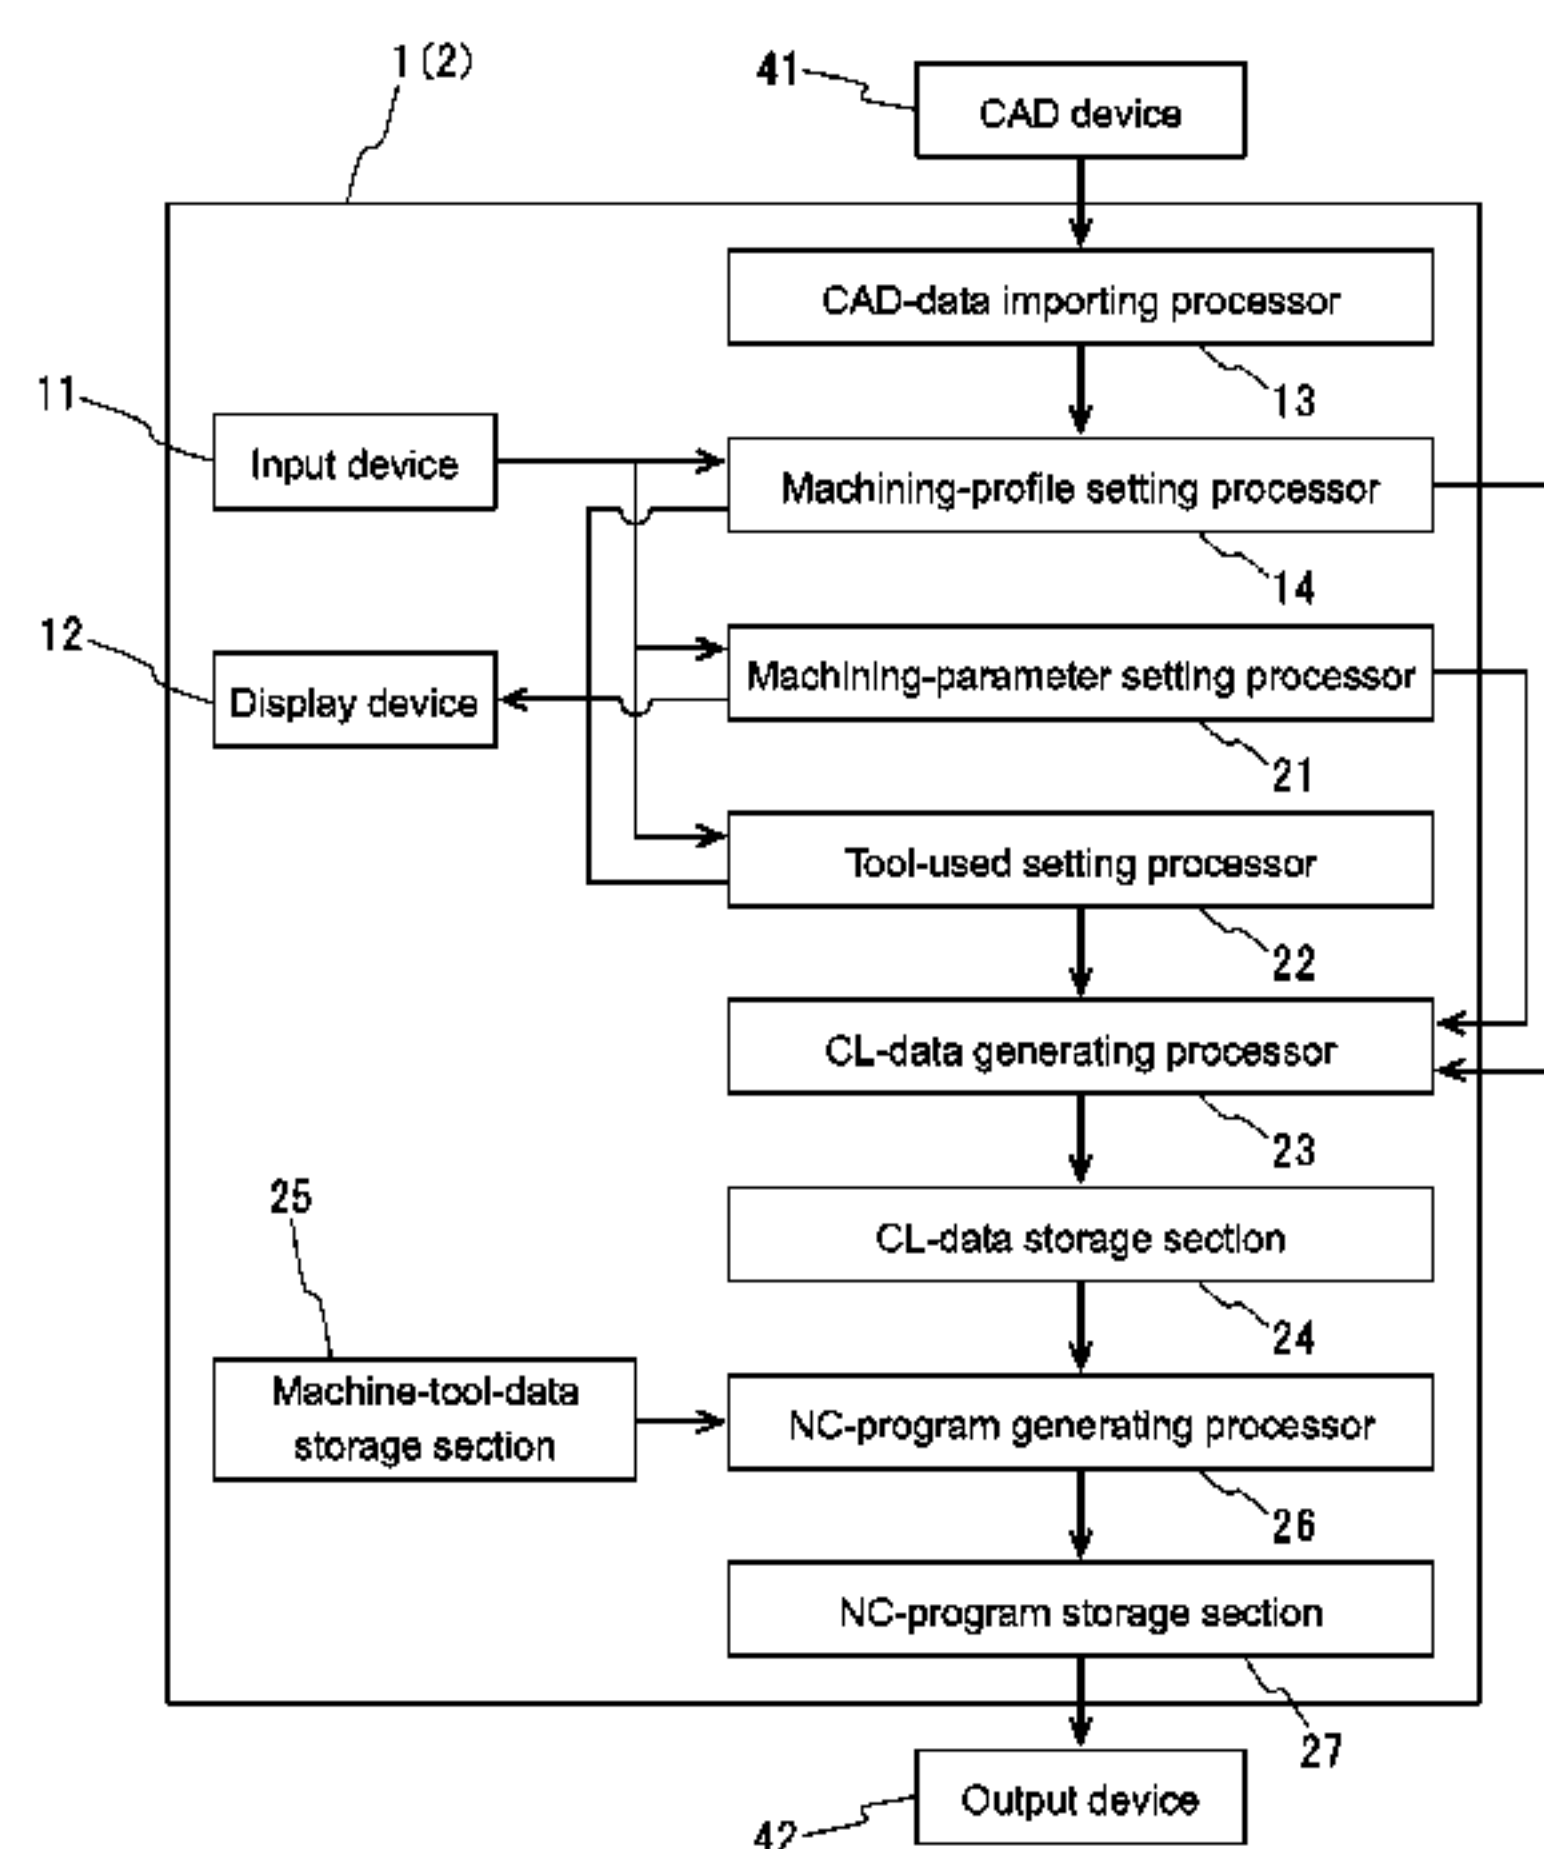 1(2)
41
CAD device
CAD-data importing processor
13
11
Input device
Machining-profile setting processor
14
12
Display device
Machining-parameter setting processor
21
Tool-used setting processor
22
CL-data generating processor
23
CL-data storage section
24
25
Machine-tool-data
storage section
NC-program generating processor
26
NC-program storage section
27
Output device
42